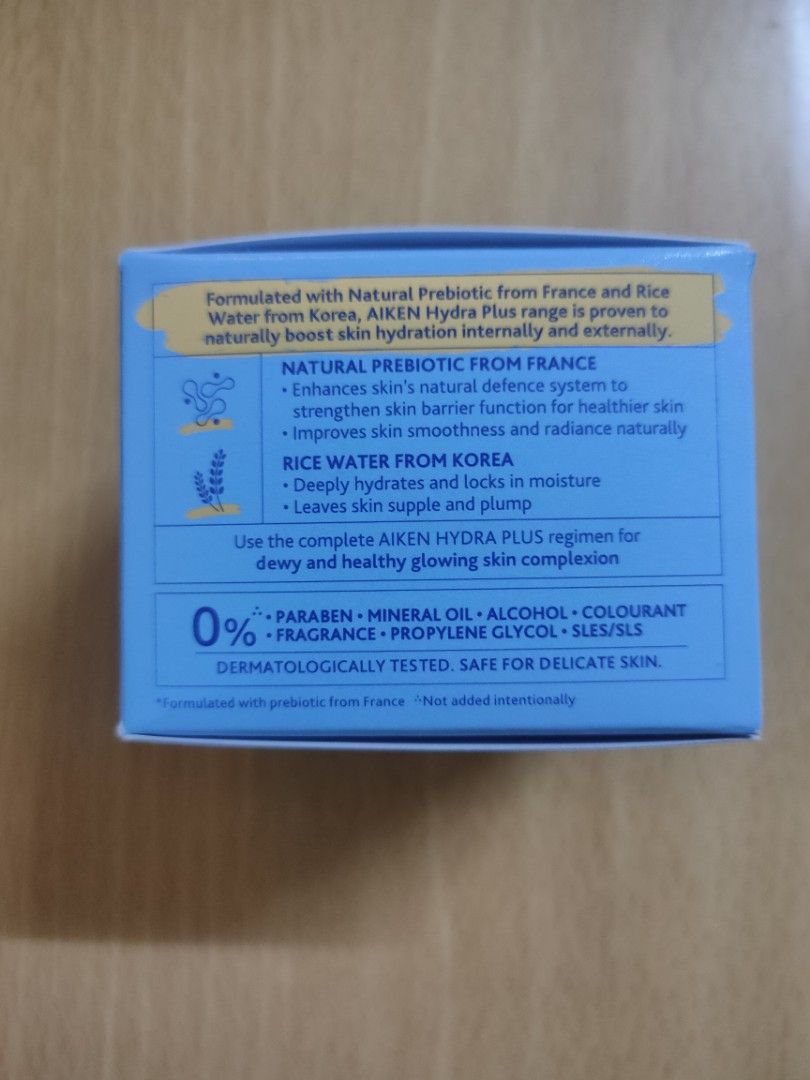 Formulated with Natural Prebiotic from France and Rice
Water from Korea, AIKEN Hydra Plus range is proven to
naturally boost skin hydration internally and externally.
NATURAL PREBIOTIC FROM FRANCE
• Enhances skin's natural defence system to
strengthen skin barrier function for healthier skin
• Improves skin smoothness and radiance naturally
RICE WATER FROM KOREA
• Deeply hydrates and locks in moisture
• Leaves skin supple and plump
Use the complete AIKEN HYDRA PLUS regimen for
dewy and healthy glowing skin complexion
0%∴ • PARABEN • MINERAL OIL • ALCOHOL • COLOURANT
• FRAGRANCE • PROPYLENE GLYCOL • SLES/SLS
DERMATOLOGICALLY TESTED. SAFE FOR DELICATE SKIN.
*Formulated with prebiotic from France ∴Not added intentionally